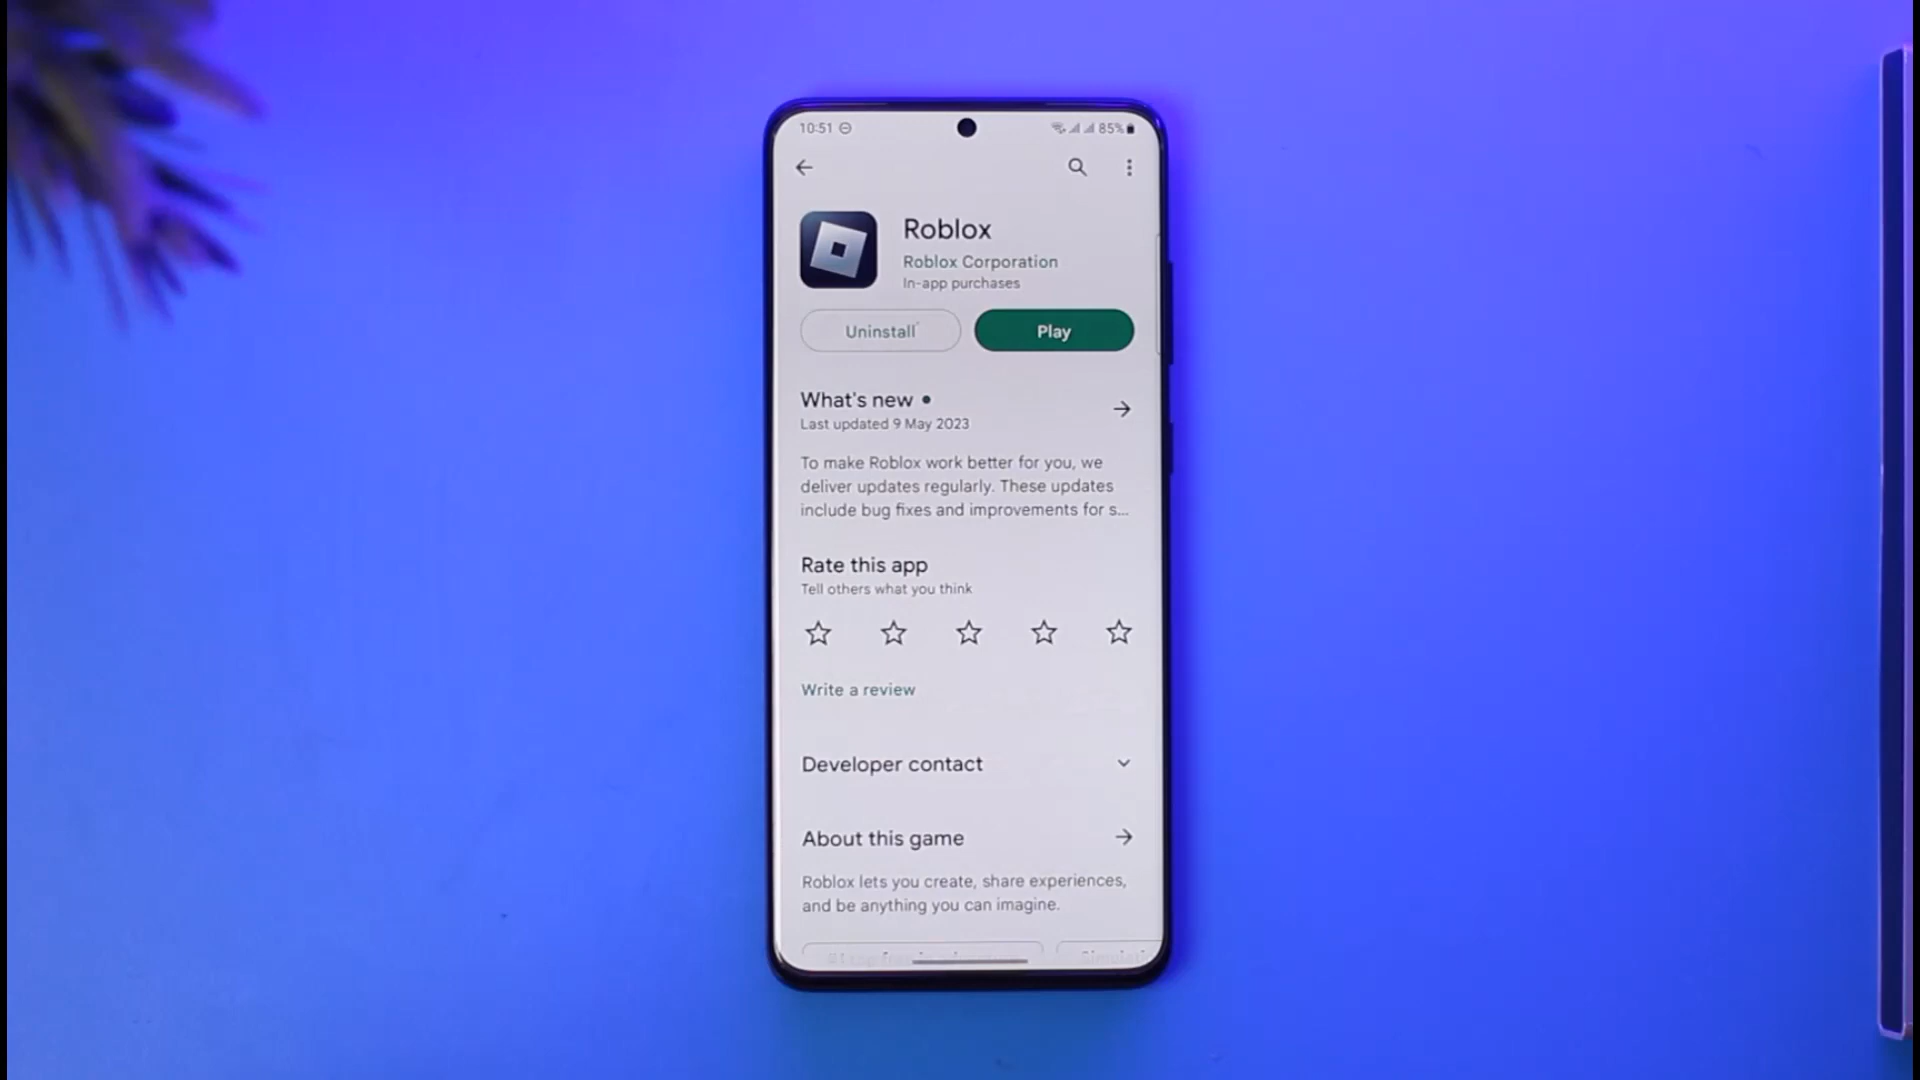 10:51
85%
Roblox
Roblox Corporation
In-app purchases
Uninstall
Play
What's new
Last updated 9 May 2023
To make Roblox work better for you, we
deliver updates regularly. These updates
include bug fixes and improvements for s...
Rate this app
Tell others what you think
Write a review
Developer contact
About this game
Roblox lets you create, share experiences,
and be anything you can imagine.